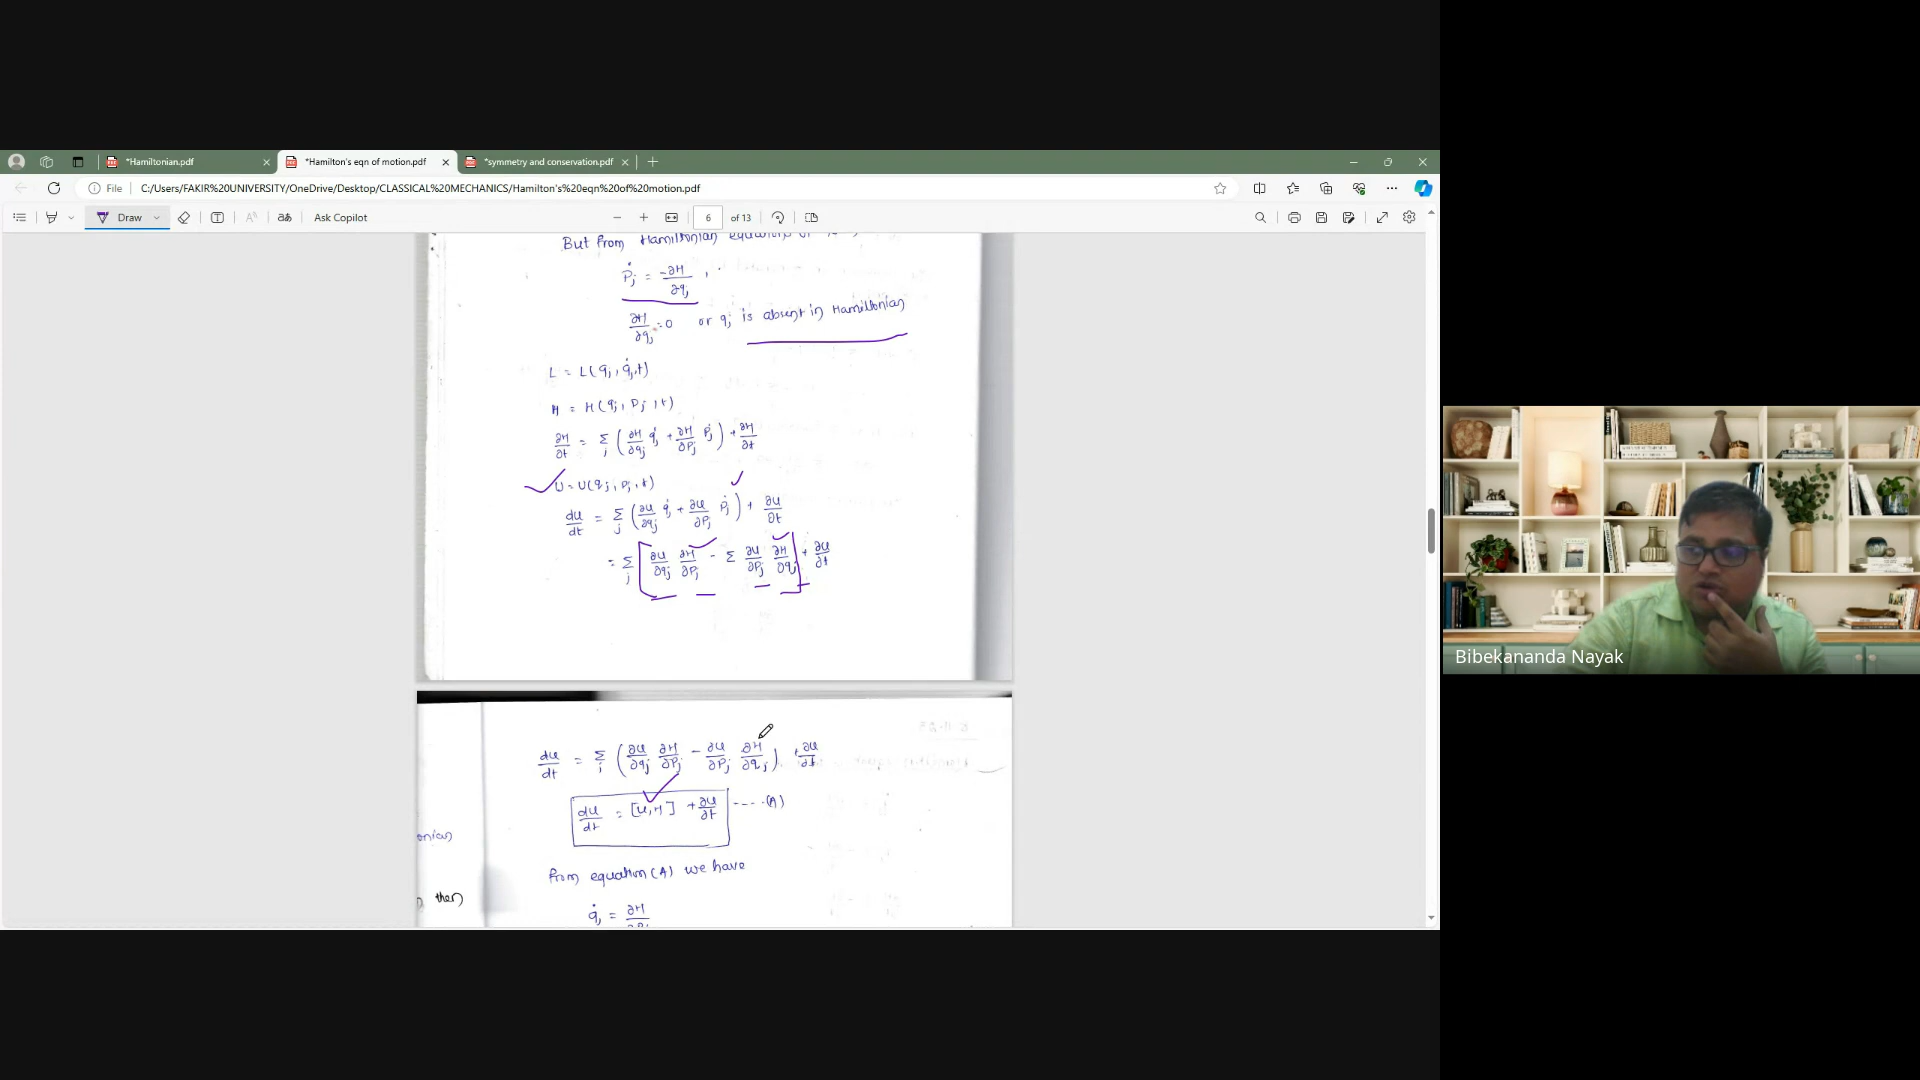 *Hamiltonian.pdf
*Hamilton's eqn of motion.pdf
*symmetry and conservation.pdf
File
C:/Users/FAKIR%20UNIVERSITY/OneDrive/Desktop/CLASSICAL%20MECHANICS/Hamilton's%20eqn%20of%20motion.pdf
Draw
Ask Copilot
6 of 13
But from Hamiltonian
Ṗj = -∂H/∂qj ,
∂H/∂qj = 0 or qj is absent in Hamiltonian
L = L(qj, q̇j, t)
H = H(qj, pj, t)
∂H/∂t = Σj (∂H/∂qj q̇j + ∂H/∂pj ṗj) + ∂H/∂t
U = U(qj, pj, t)
du/dt = Σj (∂u/∂qj q̇j + ∂u/∂pj ṗj) + ∂u/∂t
= Σj [∂u/∂qj ∂H/∂pj - Σ ∂u/∂pj ∂H/∂qj] + ∂u/∂t
du/dt = Σi (∂u/∂qj ∂H/∂pj - ∂u/∂pj ∂H/∂qj) + ∂u/∂t
du/dt = [u,H] + ∂u/∂t ----(A)
onian
from equation (A) we have
then
q̇j = ∂H/∂pj
Bibekananda Nayak